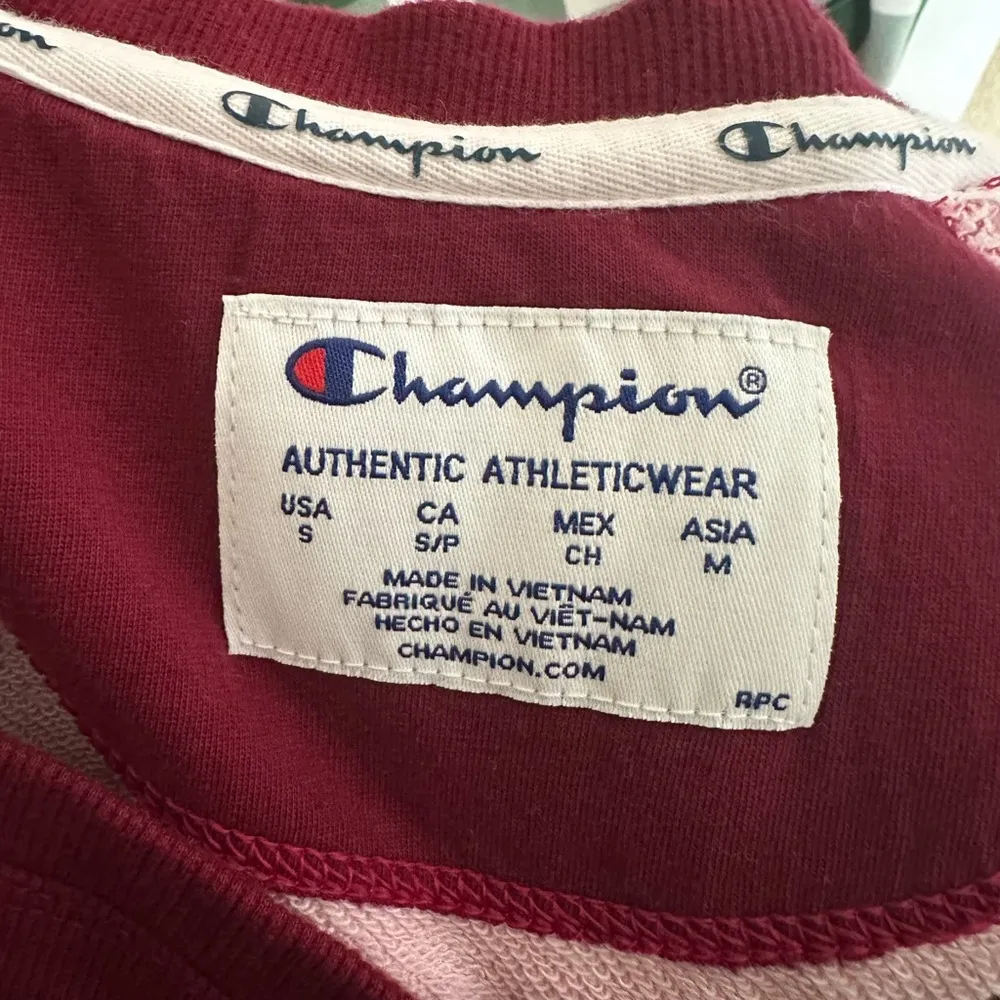 on
Champion Champion
Champion®
AUTHENTIC ATHLETICWEAR
USA CA MEX ASIA
S S/P CH M
MADE IN VIETNAM
FABRIQUÉ AU VIÊT-NAM
HECHO EN VIETNAM
CHAMPION.COM
RPC